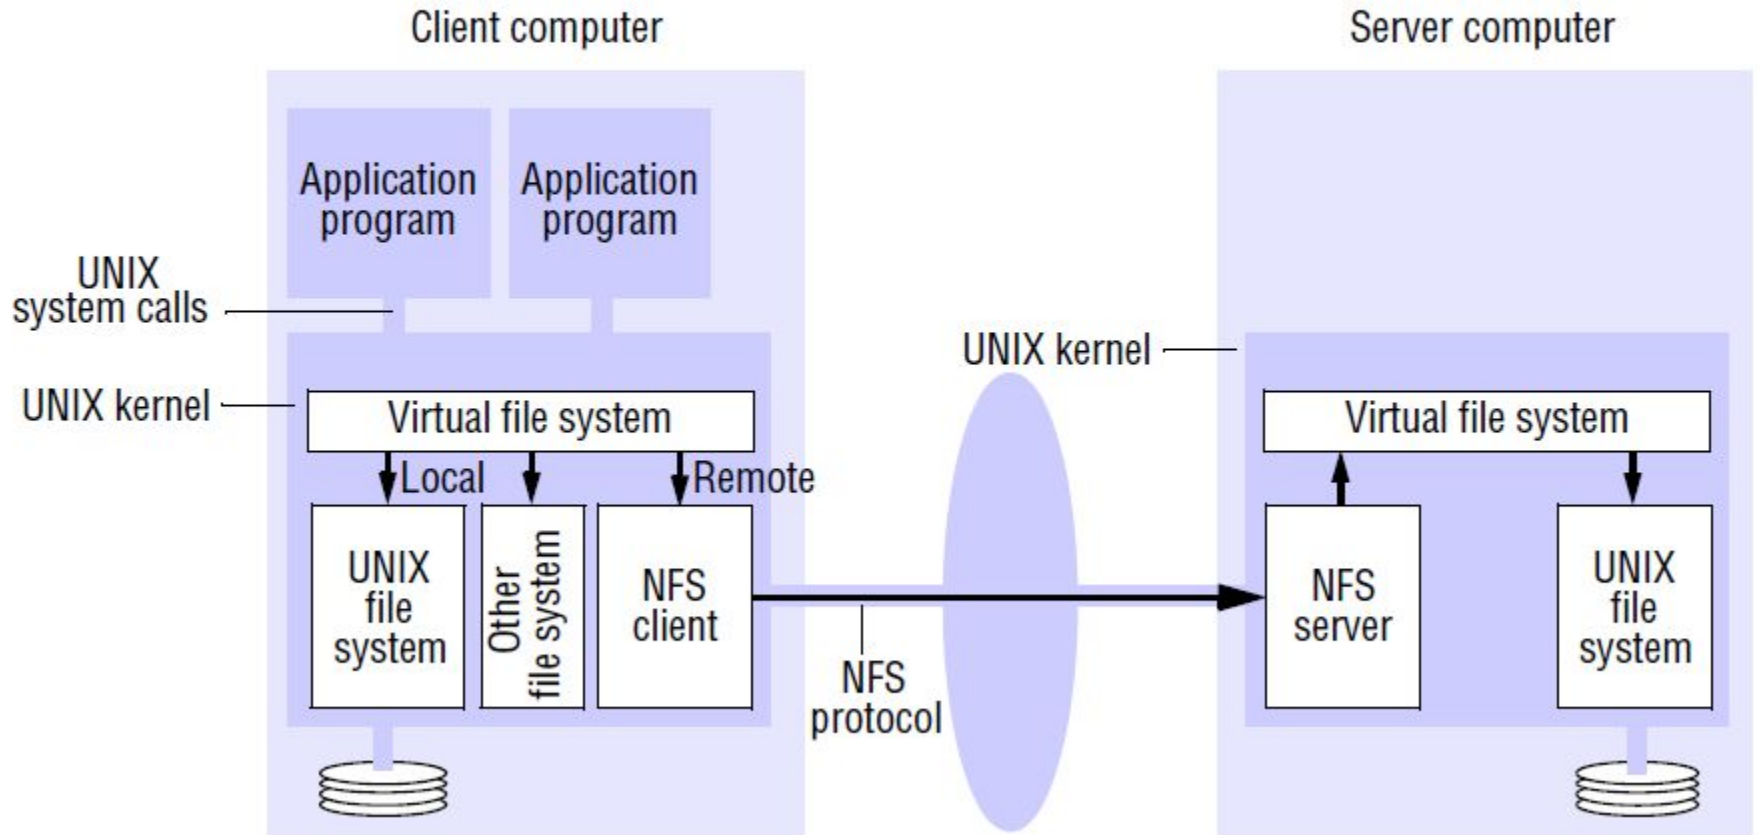 Client computer
Server computer
Application
program
Application
program
UNIX
system calls
UNIX kernel
Virtual file system
Local
Remote
UNIX
file
system
Other
file system
NFS
client
NFS
protocol
UNIX kernel
Virtual file system
NFS
server
UNIX
file
system